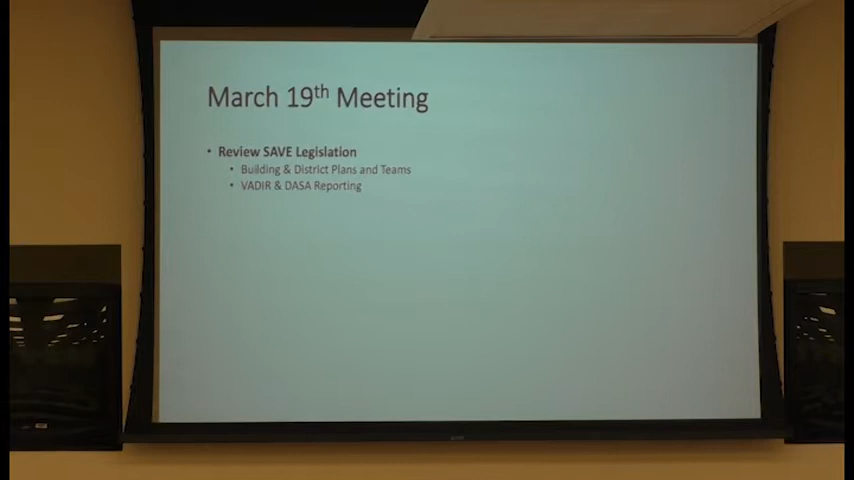 March 19th Meeting
• Review SAVE Legislation
• Building & District Plans and Teams
• VADIR & DASA Reporting